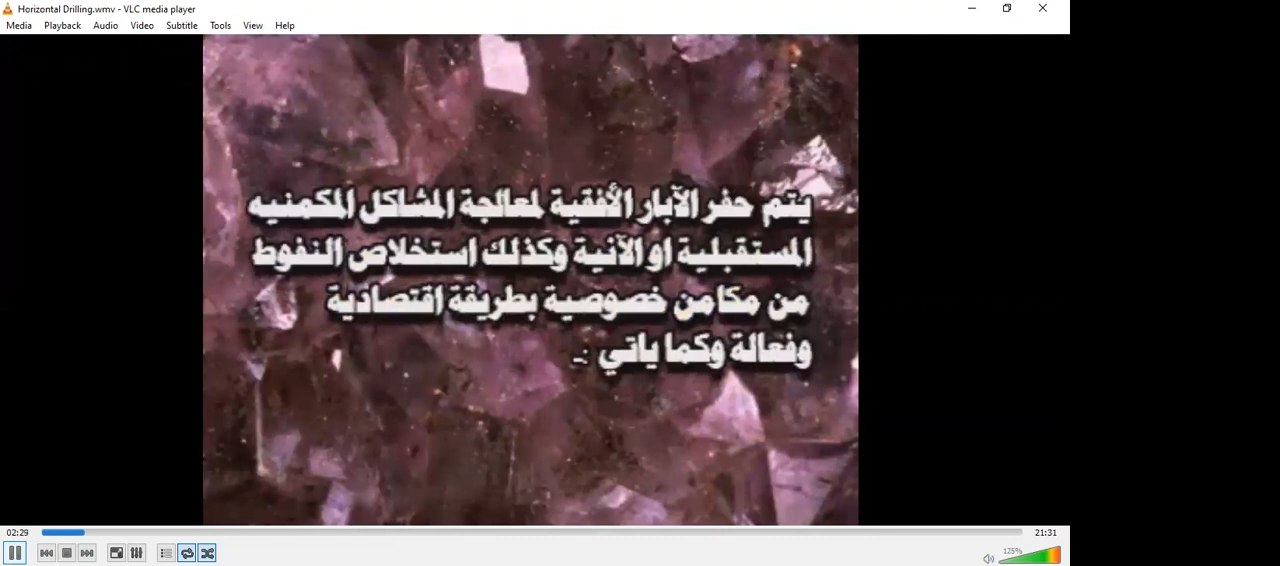 Horizontal Drilling.wmv - VLC media player
Media Playback Audio Video Subtitle Tools View Help
يتم حفر الآبار الأفقية لمعالجة المشاكل المكمنيه
المستقبلية او الآنية وكذلك استخلاص النفوط
من مكامن خصوصية بطريقة اقتصادية
وفعالة وكما ياتي :ـ
02:29 21:31
125%